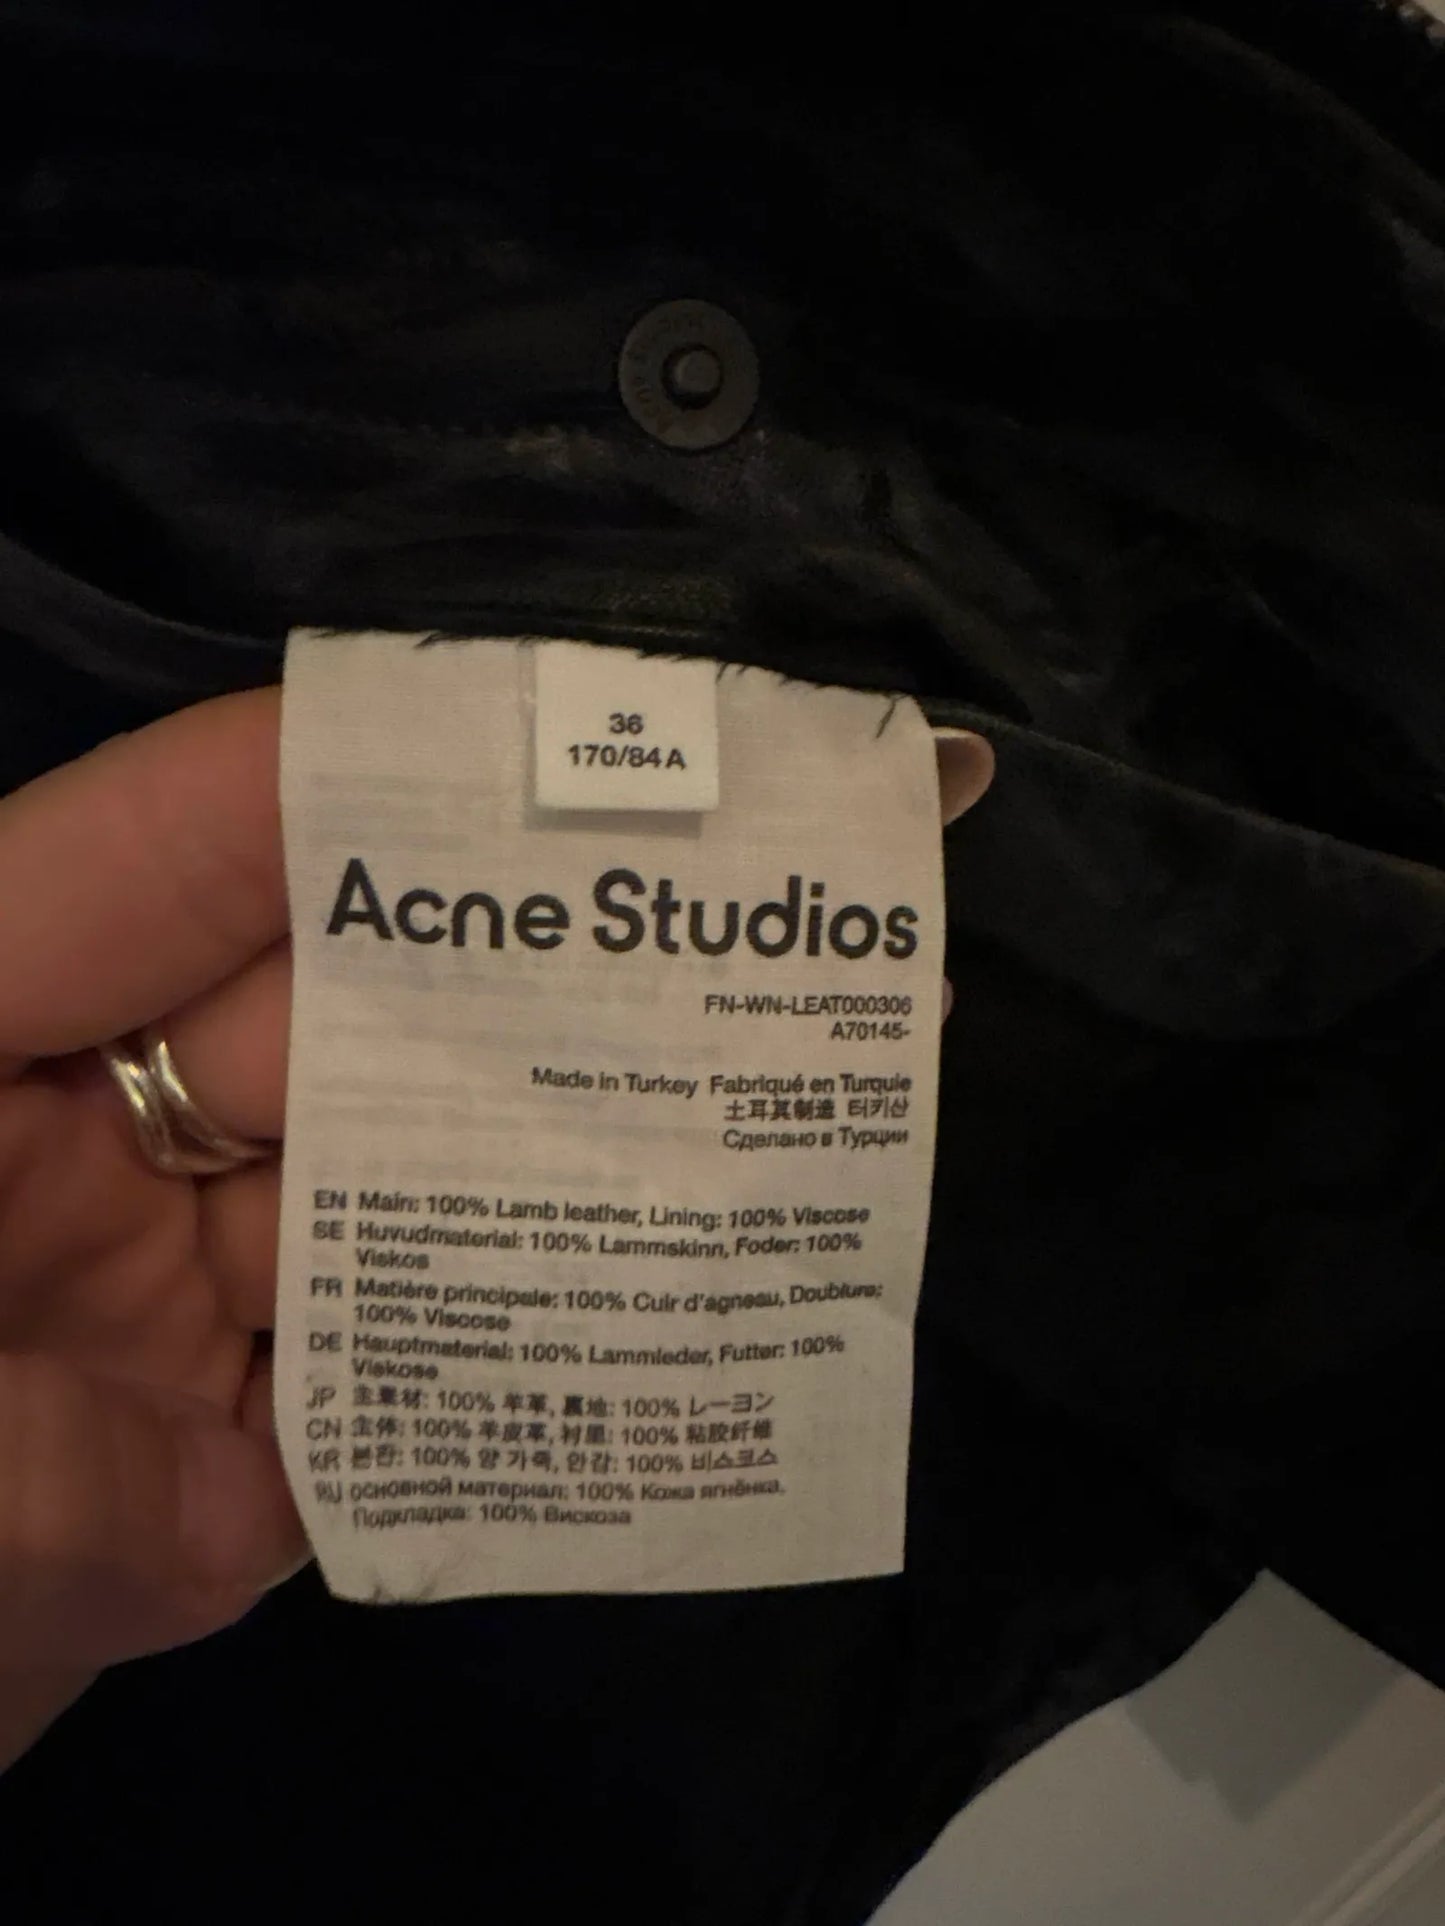 36
170/84A
Acne Studios
FN-WN-LEAT000306
A70145-
Made in Turkey Fabriqué en Turquie
土耳其制造 터키산
Сделано в Турции
EN Main: 100% Lamb leather, Lining: 100% Viscose
SE Huvudmaterial: 100% Lammskinn, Foder: 100%
Viskos
FR Matière principale: 100% Cuir d'agneau, Doublure:
100% Viscose
DE Hauptmaterial: 100% Lammleder, Futter: 100%
Viskose
JP 主素材: 100% 羊革, 裏地: 100% レーヨン
CN 主体: 100% 羊皮革, 衬里: 100% 粘胶纤维
KR 본판: 100% 양 가죽, 안감: 100% 비스코스
RU основной материал: 100% Кожа ягнёнка,
Подкладка: 100% Вискоза